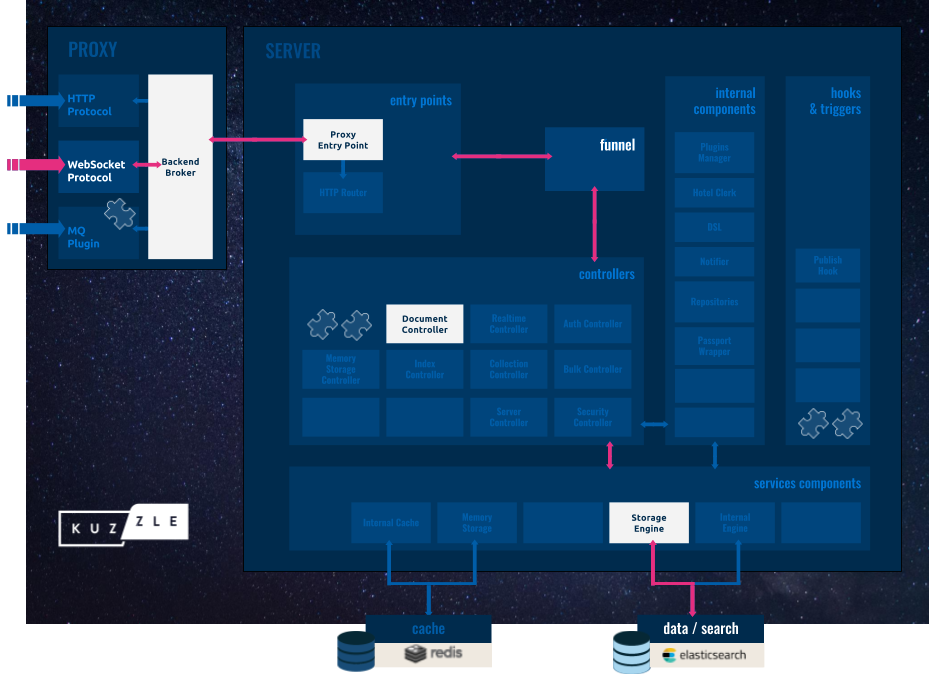 PROXY
HTTP
Protocol
WebSocket
Protocol
MQ
Plugin
Backend
Broker
SERVER
entry points
Proxy
Entry Point
HTTP Router
funnel
controllers
Document
Controller
Realtime
Controller
Auth Controller
Memory
Storage
Controller
Index
Controller
Collection
Controller
Bulk Controller
Server
Controller
Security
Controller
internal
components
Plugins
Manager
Hotel Clerk
DSL
Notifier
Repositories
Passport
Wrapper
hooks
& triggers
Publish
Hook
services components
Internal Cache
Memory
Storage
Storage
Engine
Internal
Engine
KUZZLE
cache
redis
data / search
elasticsearch